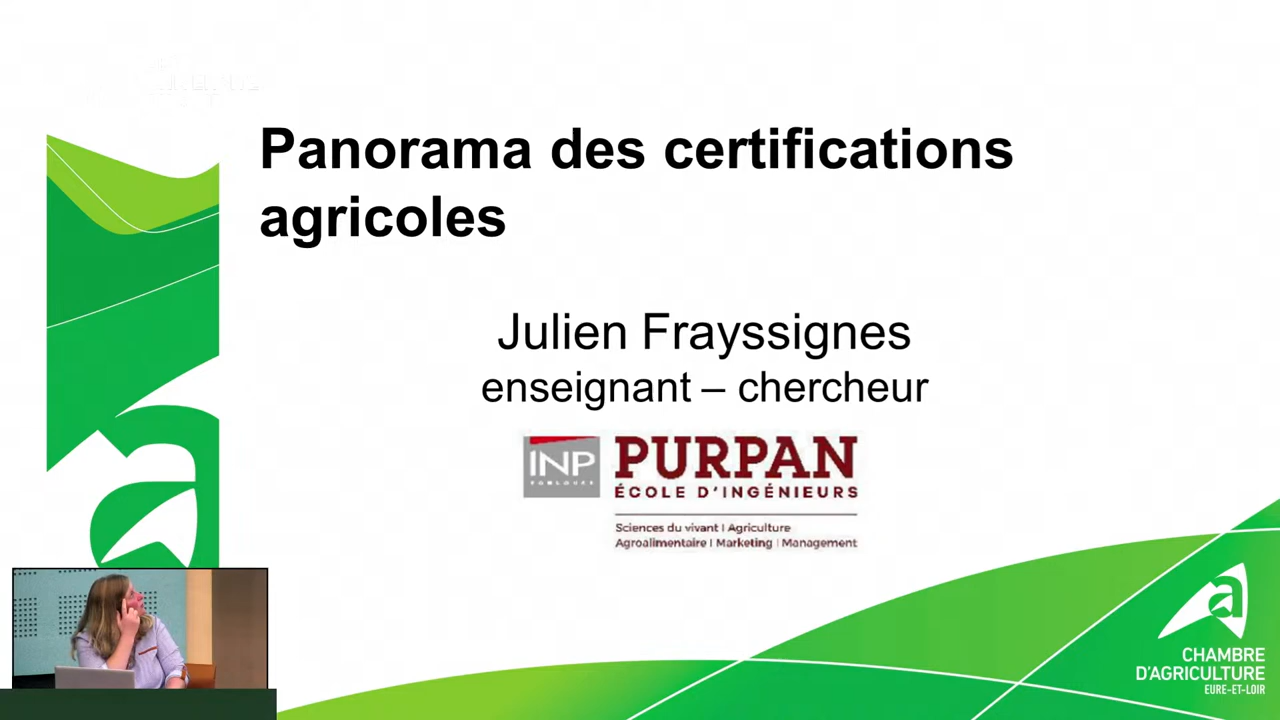 Panorama des certifications
agricoles
Julien Frayssignes
enseignant – chercheur
INP
TOULOUSE
PURPAN
ÉCOLE D'INGÉNIEURS
Sciences du vivant I Agriculture
Agroalimentaire I Marketing I Management
CHAMBRE
D'AGRICULTURE
EURE-ET-LOIR